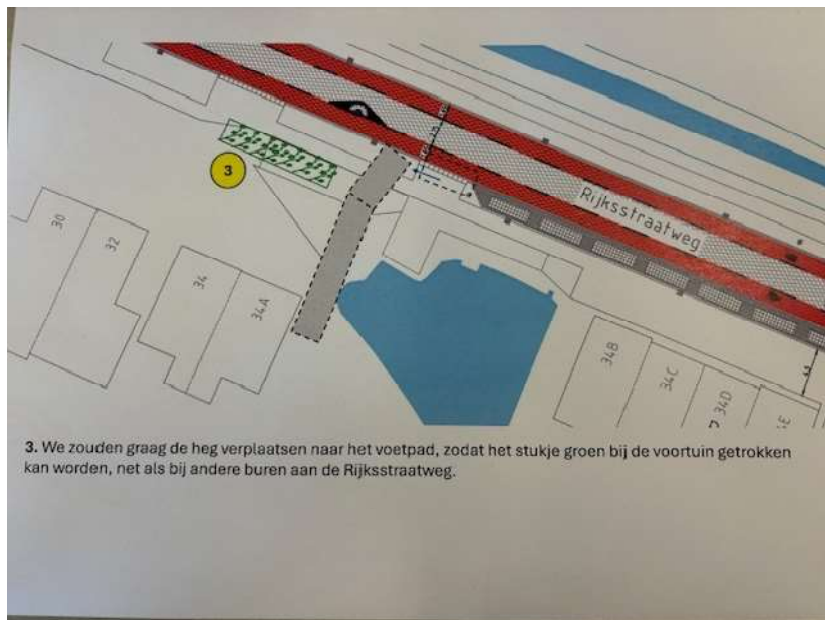 Rijksstraatweg
3
30
32
34
34A
34B
34C
34D
3. We zouden graag de heg verplaatsen naar het voetpad, zodat het stukje groen bij de voortuin getrokken
kan worden, net als bij andere buren aan de Rijksstraatweg.